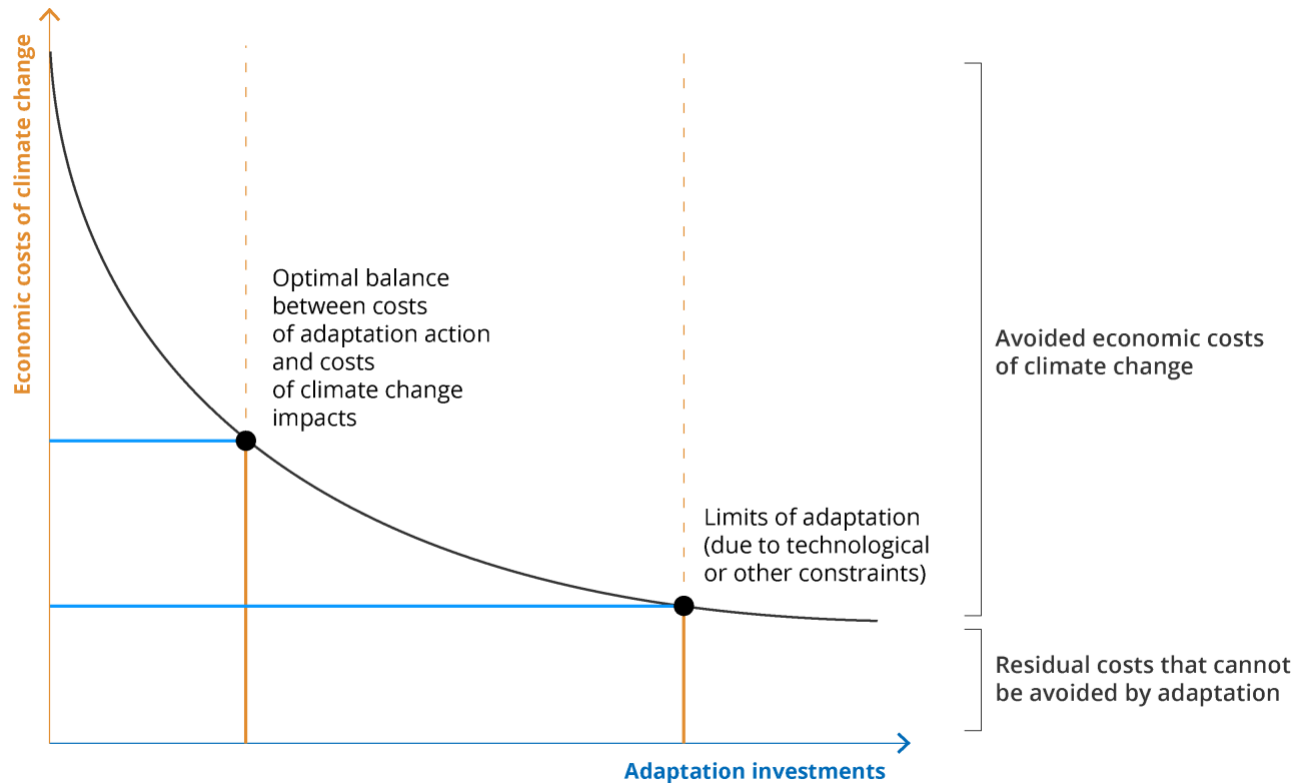 Economic costs of climate change
Optimal balance
between costs
of adaptation action
and costs
of climate change
impacts
Limits of adaptation
(due to technological
or other constraints)
Avoided economic costs
of climate change
Residual costs that cannot
be avoided by adaptation
Adaptation investments